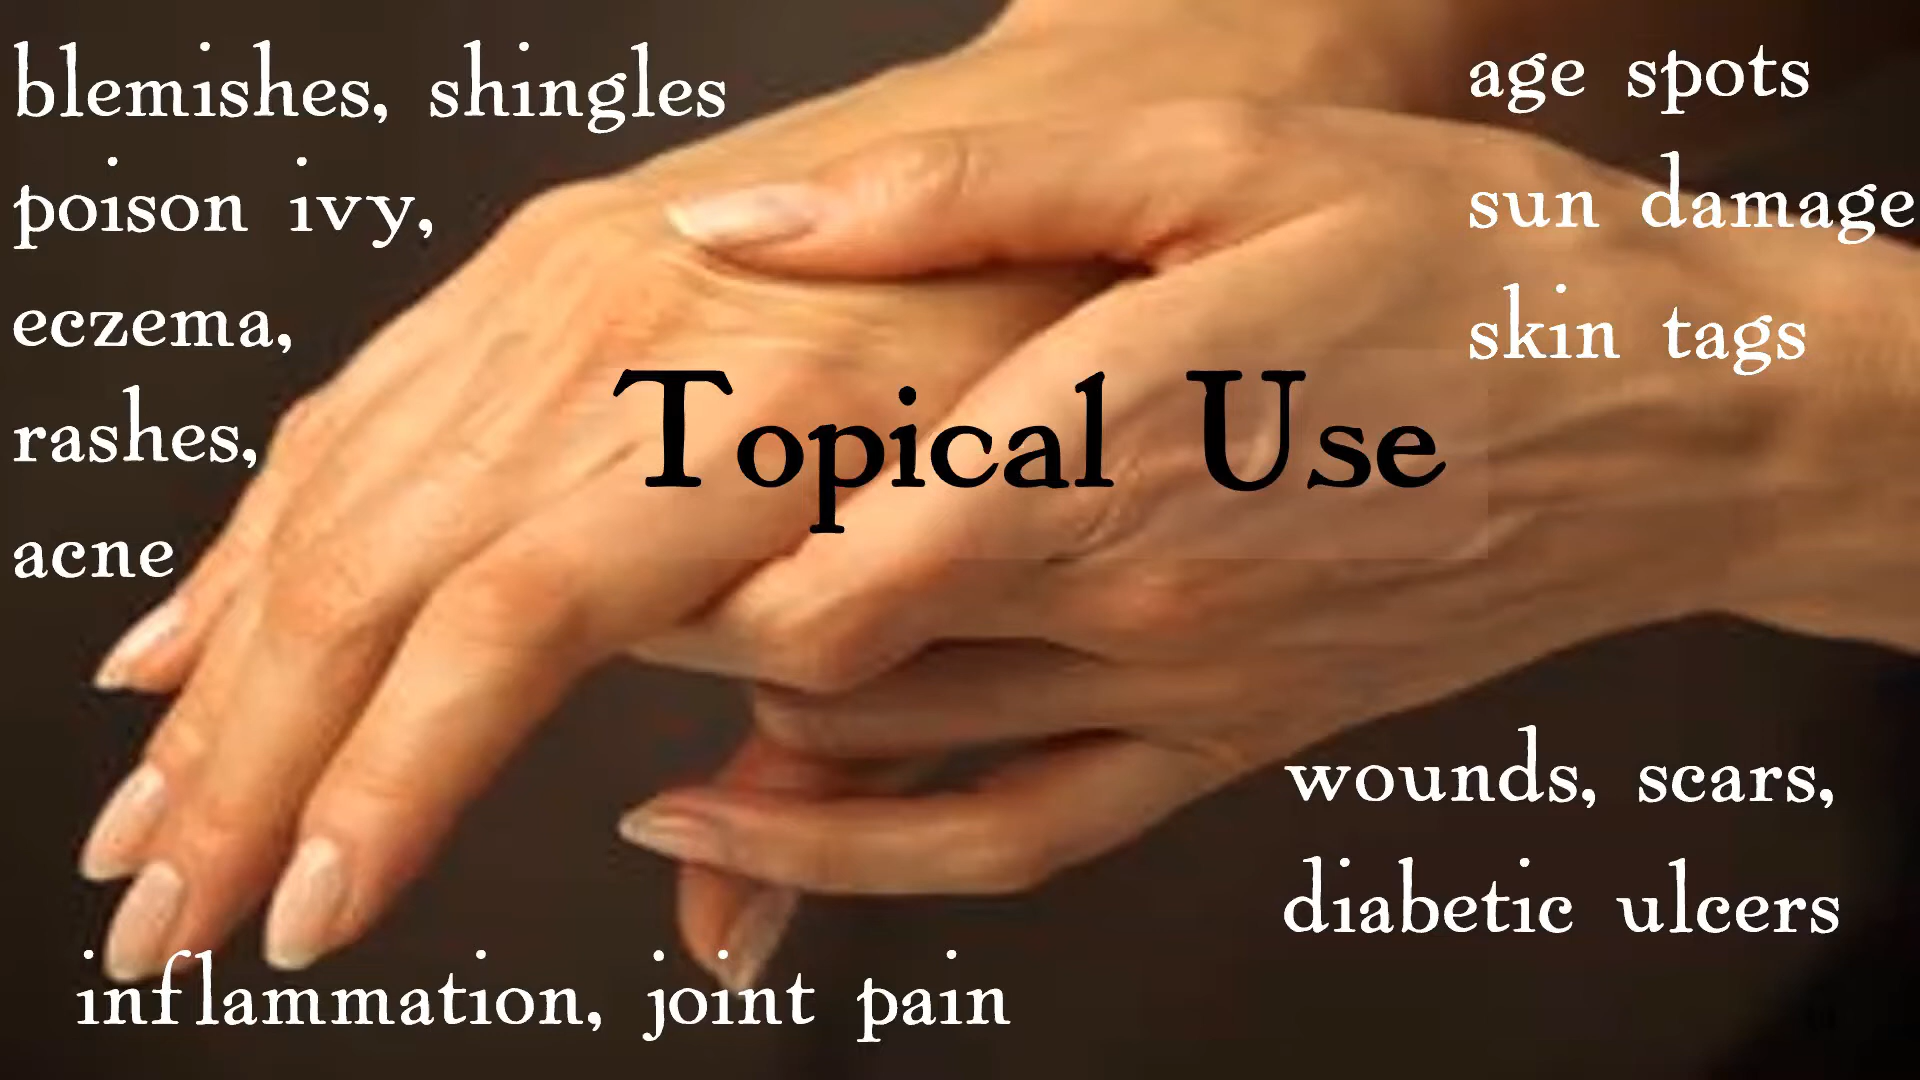 blemishes, shingles
poison ivy,
eczema,
rashes,
acne
age spots
sun damage
skin tags
Topical Use
wounds, scars,
diabetic ulcers
inflammation, joint pain